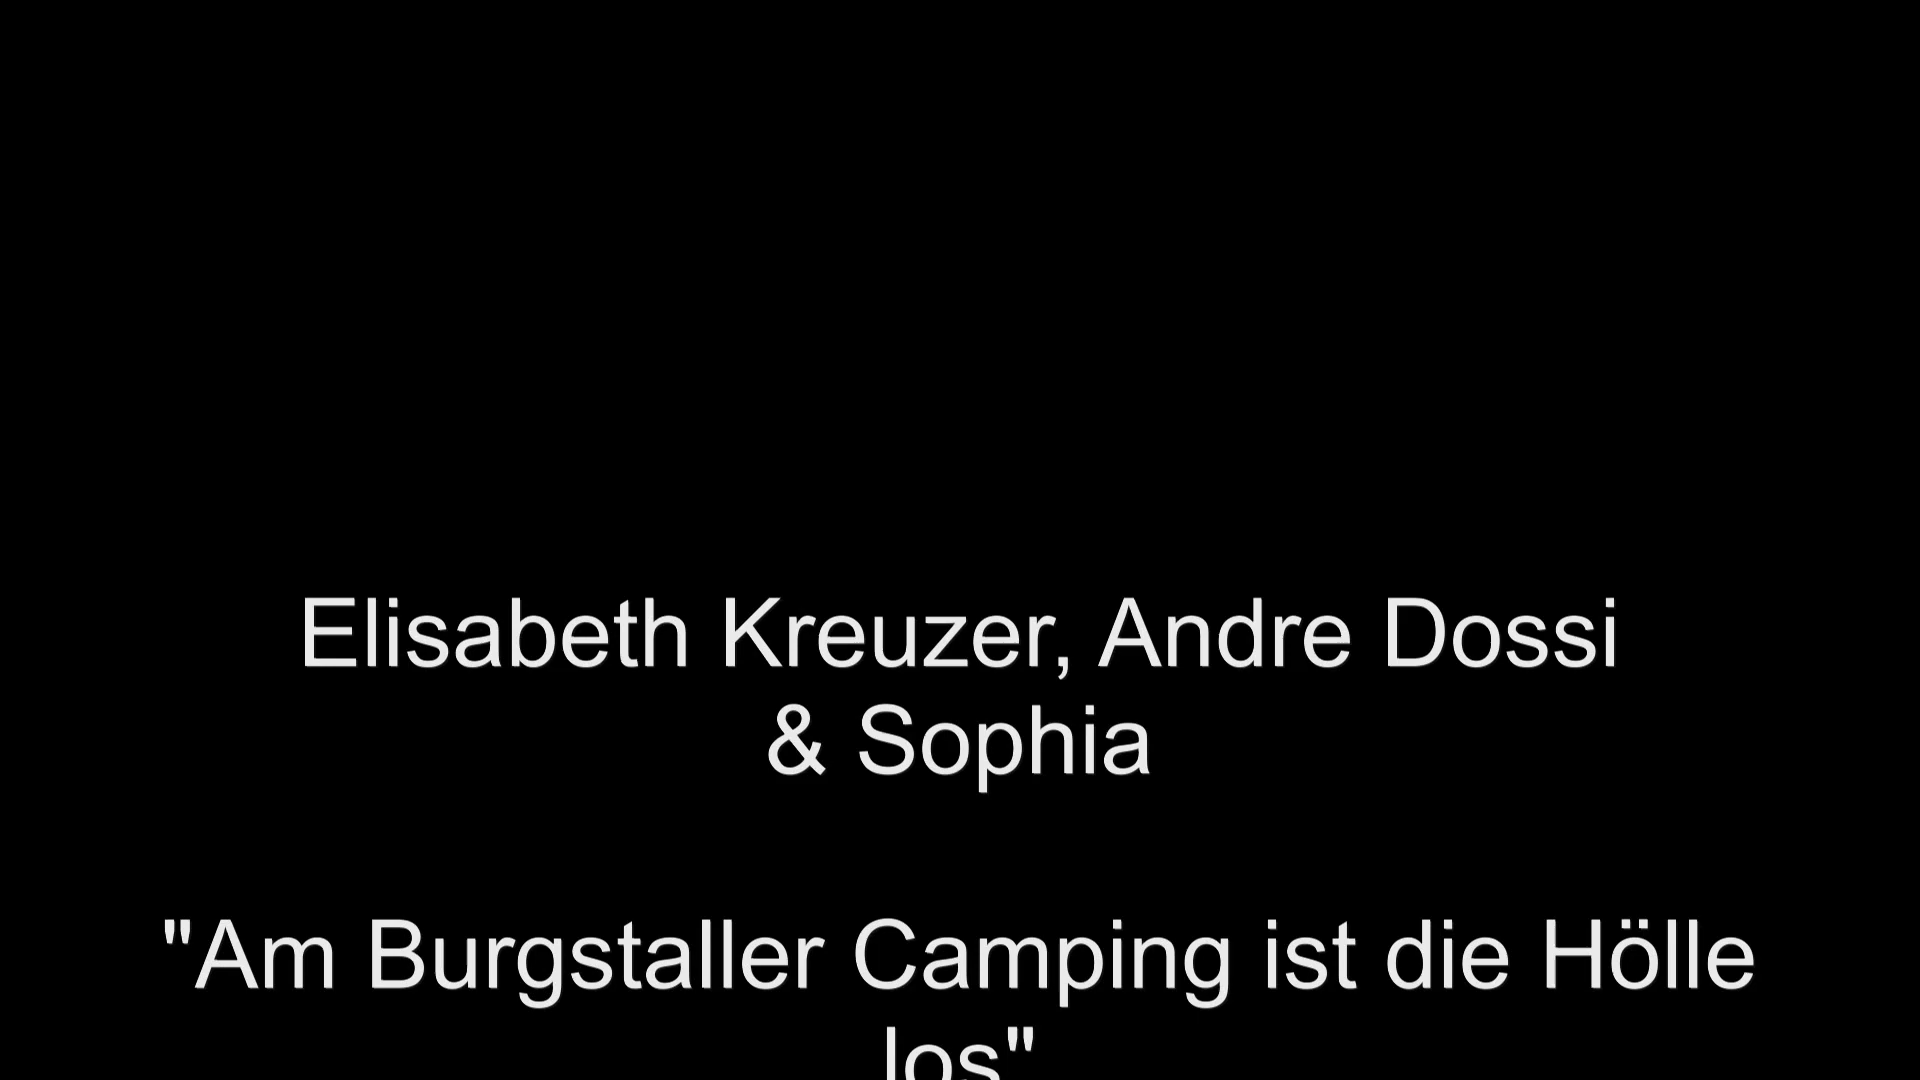 Elisabeth Kreuzer, Andre Dossi
& Sophia
"Am Burgstaller Camping ist die Hölle
los"